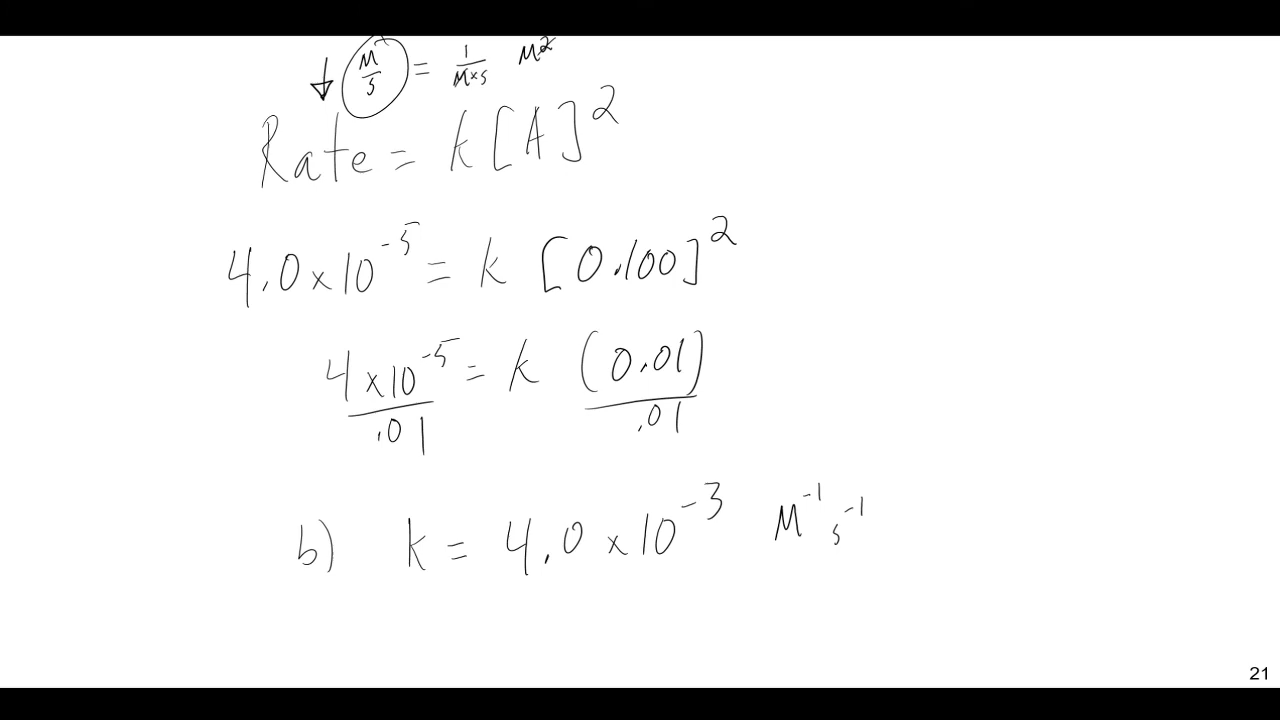 ↓ M/s = 1/(M×s) M²
Rate = k[A]²
4.0×10⁻⁵ = k [0.100]²
4×10⁻⁵/.01 = k (0.01)/.01
b) k = 4.0×10⁻³ M⁻¹ s⁻¹
21